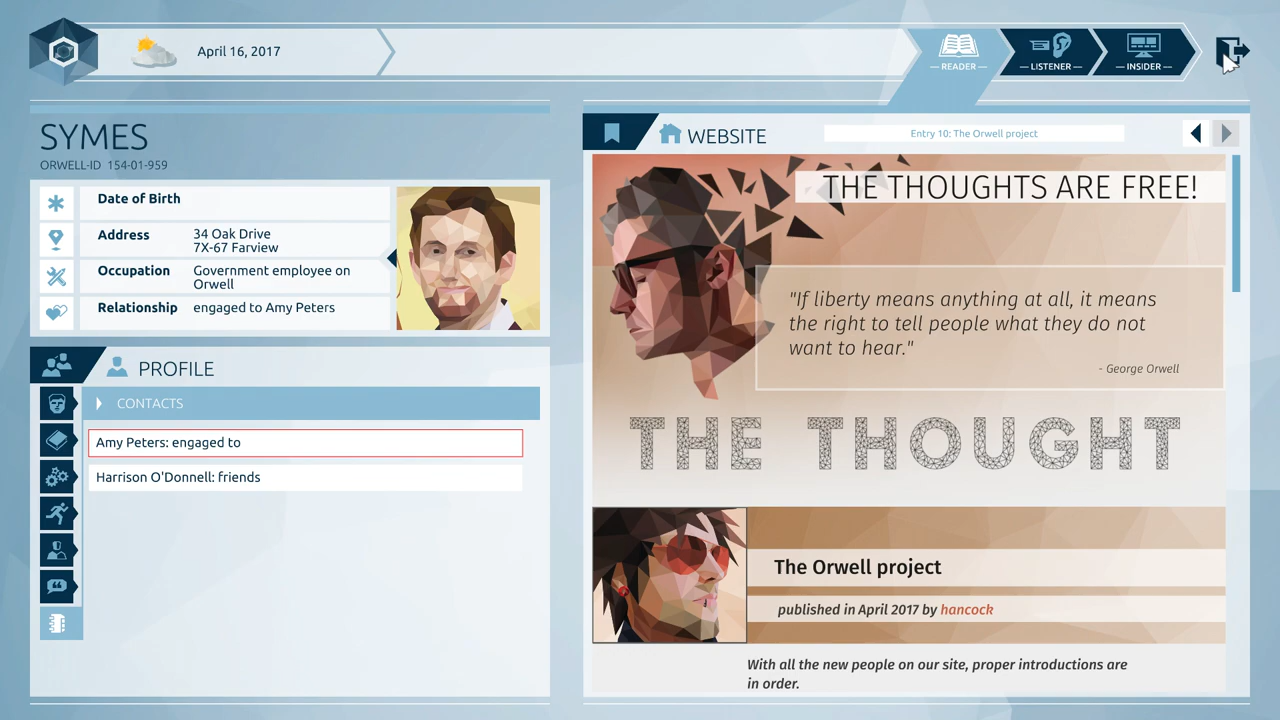 April 16, 2017
— READER —
— LISTENER —
— INSIDER —
SYMES
ORWELL-ID 154-01-959
Date of Birth
Address 34 Oak Drive
7X-67 Farview
Occupation Government employee on
Orwell
Relationship engaged to Amy Peters
PROFILE
CONTACTS
Amy Peters: engaged to
Harrison O'Donnell: friends
WEBSITE
Entry 10: The Orwell project
THE THOUGHTS ARE FREE!
"If liberty means anything at all, it means
the right to tell people what they do not
want to hear."
- George Orwell
THE THOUGHT
The Orwell project
published in April 2017 by hancock
With all the new people on our site, proper introductions are
in order.